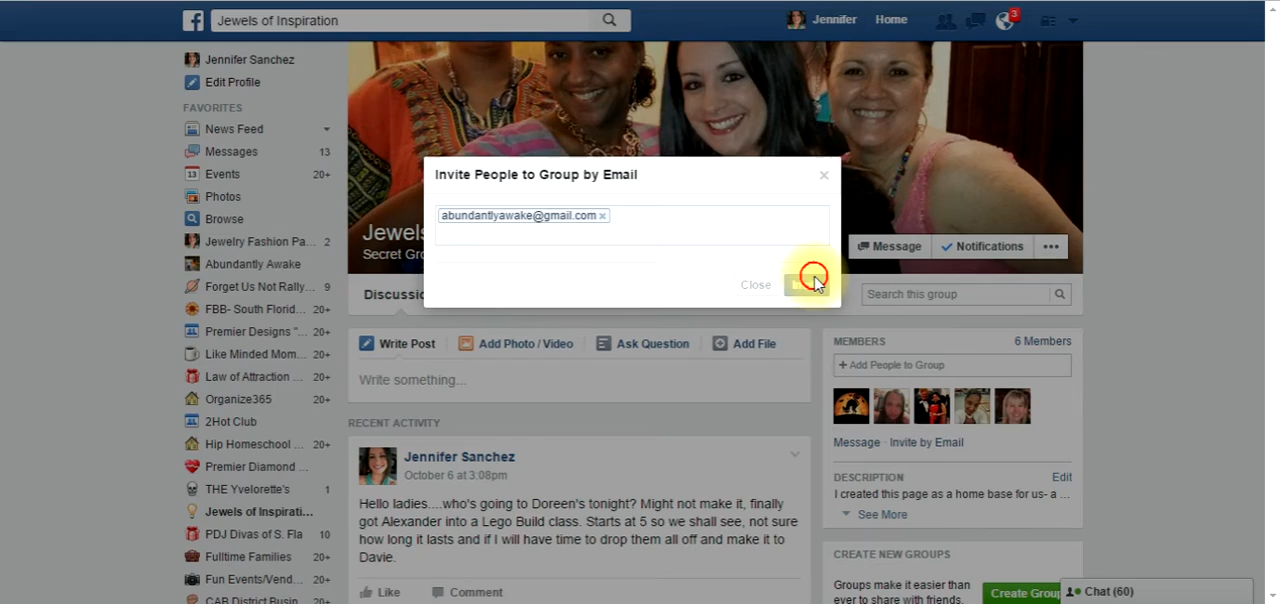 Jewels of Inspiration
Jennifer
Home
3
Jennifer Sanchez
Edit Profile
FAVORITES
News Feed
Messages 13
Events 20+
Photos
Browse
Jewelry Fashion Pa... 2
Abundantly Awake
Forget Us Not Rally... 9
FBB- South Florid... 20+
Premier Designs "... 20+
Like Minded Mom... 20+
Law of Attraction ... 20+
Organize365 20+
2Hot Club
Hip Homeschool ... 20+
Premier Diamond ...
THE Yvelorette's 1
Jewels of Inspirati...
PDJ Divas of S. Fla 10
Fulltime Families 20+
Fun Events/Vend... 20+
CAB District Busin... 20+
Invite People to Group by Email
abundantlyawake@gmail.com
Close
Jewels
Secret Gro
Message
Notifications
Discussi
Search this group
Write Post
Add Photo / Video
Ask Question
Add File
Write something...
RECENT ACTIVITY
Jennifer Sanchez
October 6 at 3:08pm
Hello ladies....who's going to Doreen's tonight? Might not make it, finally
got Alexander into a Lego Build class. Starts at 5 so we shall see, not sure
how long it lasts and if I will have time to drop them all off and make it to
Davie.
Like
Comment
MEMBERS 6 Members
+ Add People to Group
Message · Invite by Email
DESCRIPTION Edit
I created this page as a home base for us- a ...
See More
CREATE NEW GROUPS
Groups make it easier than
ever to share with friends,
Create Group
Chat (60)